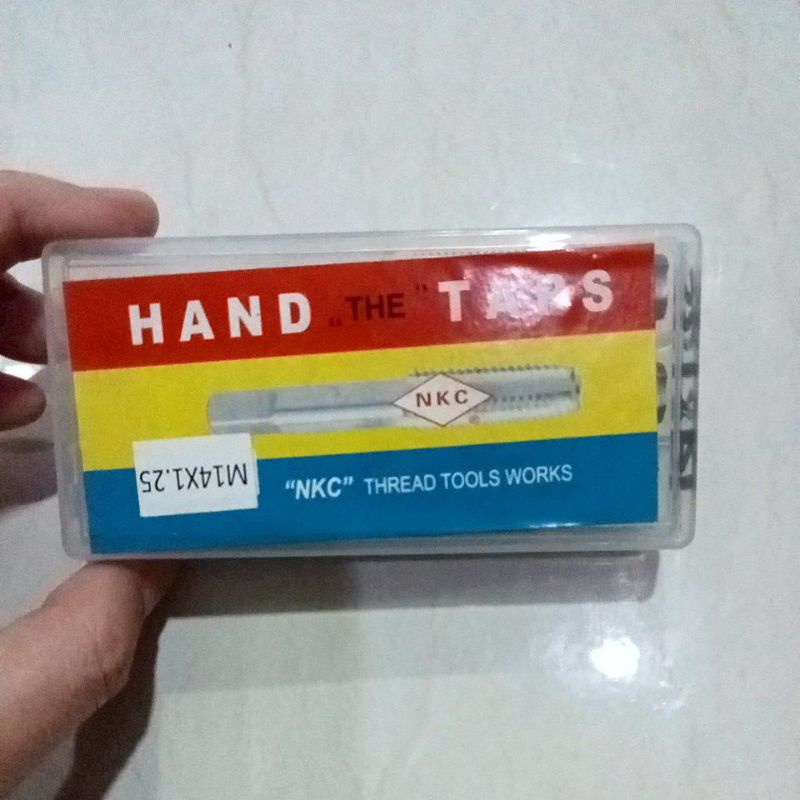 HAND „THE" TAPS
NKC
®
M14X1.25
"NKC" THREAD TOOLS WORKS